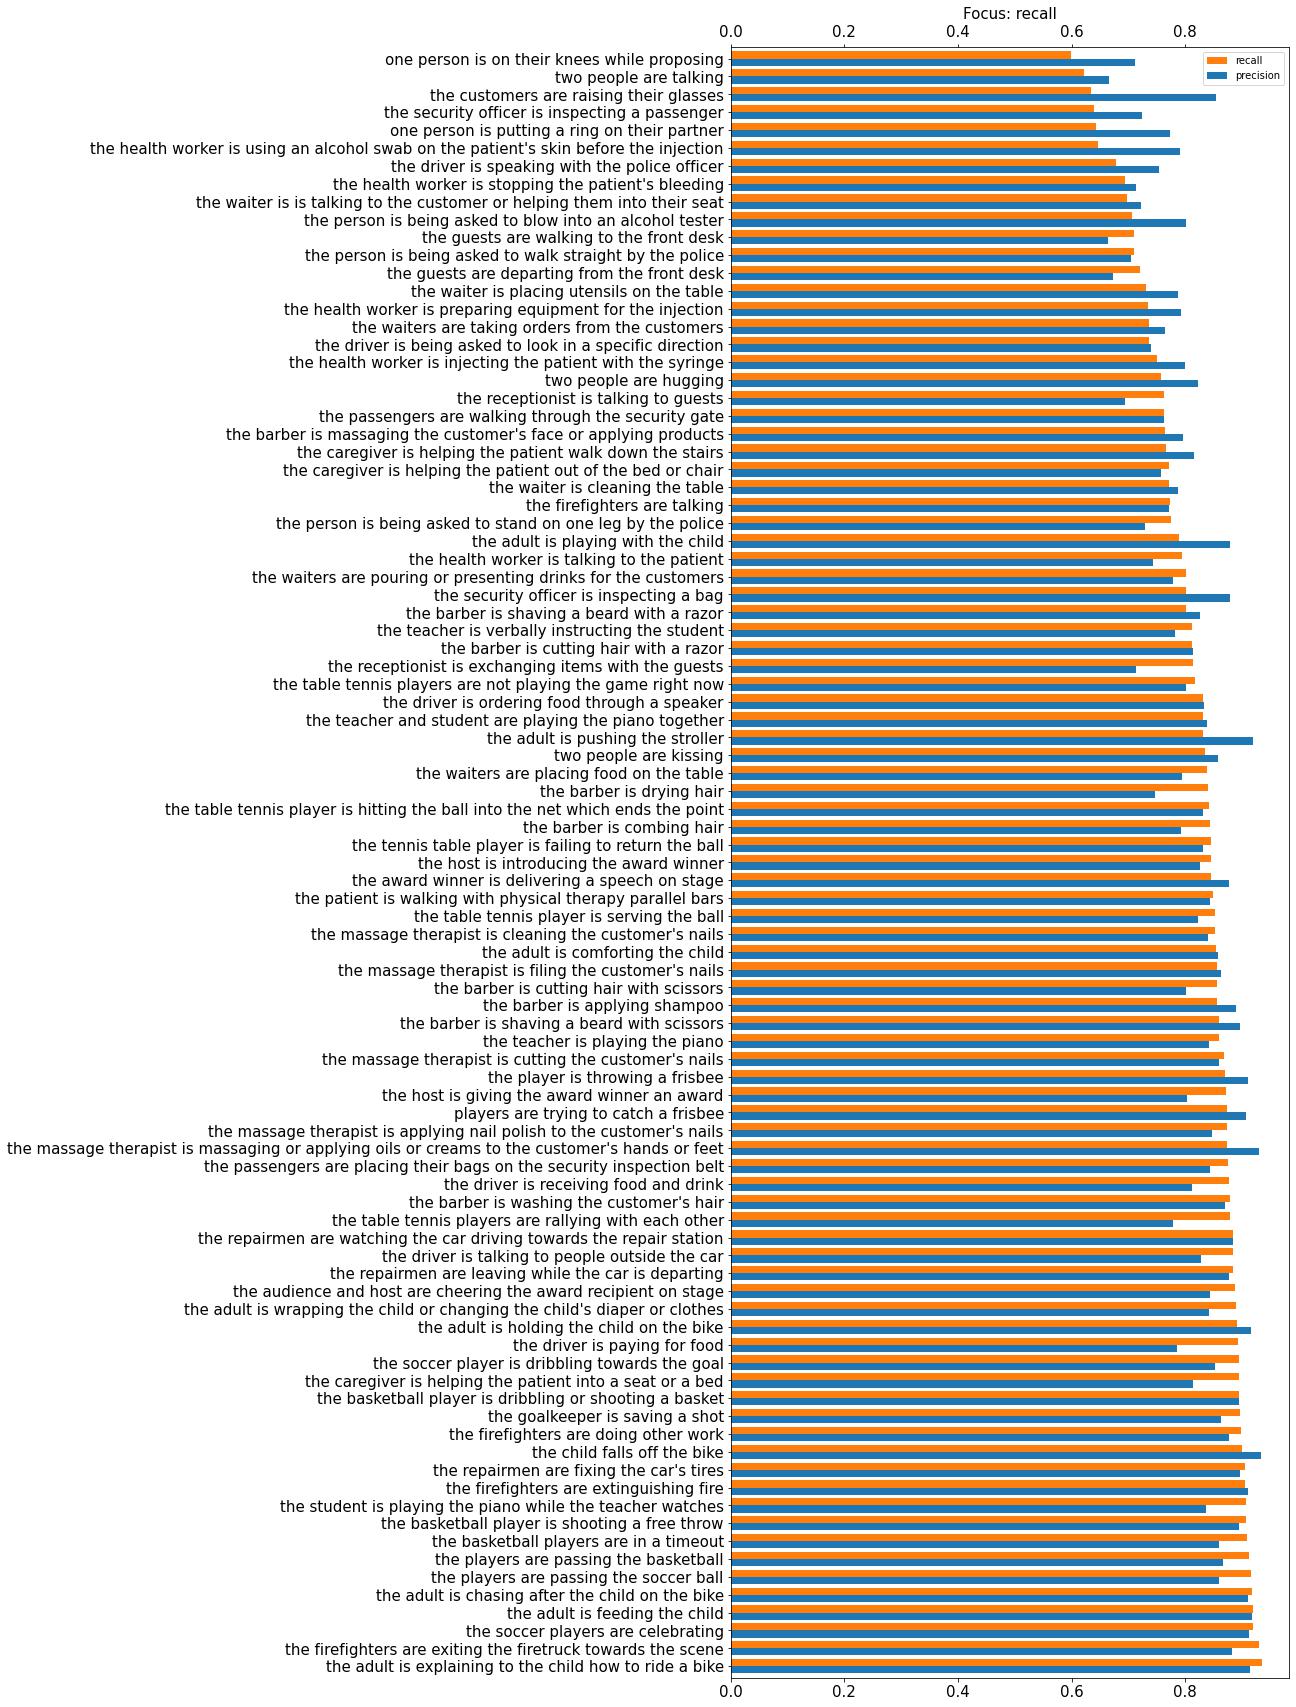 Focus: recall
0.0 0.2 0.4 0.6 0.8
recall
precision
one person is on their knees while proposing
two people are talking
the customers are raising their glasses
the security officer is inspecting a passenger
one person is putting a ring on their partner
the health worker is using an alcohol swab on the patient's skin before the injection
the driver is speaking with the police officer
the health worker is stopping the patient's bleeding
the waiter is is talking to the customer or helping them into their seat
the person is being asked to blow into an alcohol tester
the guests are walking to the front desk
the person is being asked to walk straight by the police
the guests are departing from the front desk
the waiter is placing utensils on the table
the health worker is preparing equipment for the injection
the waiters are taking orders from the customers
the driver is being asked to look in a specific direction
the health worker is injecting the patient with the syringe
two people are hugging
the receptionist is talking to guests
the passengers are walking through the security gate
the barber is massaging the customer's face or applying products
the caregiver is helping the patient walk down the stairs
the caregiver is helping the patient out of the bed or chair
the waiter is cleaning the table
the firefighters are talking
the person is being asked to stand on one leg by the police
the adult is playing with the child
the health worker is talking to the patient
the waiters are pouring or presenting drinks for the customers
the security officer is inspecting a bag
the barber is shaving a beard with a razor
the teacher is verbally instructing the student
the barber is cutting hair with a razor
the receptionist is exchanging items with the guests
the table tennis players are not playing the game right now
the driver is ordering food through a speaker
the teacher and student are playing the piano together
the adult is pushing the stroller
two people are kissing
the waiters are placing food on the table
the barber is drying hair
the table tennis player is hitting the ball into the net which ends the point
the barber is combing hair
the tennis table player is failing to return the ball
the host is introducing the award winner
the award winner is delivering a speech on stage
the patient is walking with physical therapy parallel bars
the table tennis player is serving the ball
the massage therapist is cleaning the customer's nails
the adult is comforting the child
the massage therapist is filing the customer's nails
the barber is cutting hair with scissors
the barber is applying shampoo
the barber is shaving a beard with scissors
the teacher is playing the piano
the massage therapist is cutting the customer's nails
the player is throwing a frisbee
the host is giving the award winner an award
players are trying to catch a frisbee
the massage therapist is applying nail polish to the customer's nails
the massage therapist is massaging or applying oils or creams to the customer's hands or feet
the passengers are placing their bags on the security inspection belt
the driver is receiving food and drink
the barber is washing the customer's hair
the table tennis players are rallying with each other
the repairmen are watching the car driving towards the repair station
the driver is talking to people outside the car
the repairmen are leaving while the car is departing
the audience and host are cheering the award recipient on stage
the adult is wrapping the child or changing the child's diaper or clothes
the adult is holding the child on the bike
the driver is paying for food
the soccer player is dribbling towards the goal
the caregiver is helping the patient into a seat or a bed
the basketball player is dribbling or shooting a basket
the goalkeeper is saving a shot
the firefighters are doing other work
the child falls off the bike
the repairmen are fixing the car's tires
the firefighters are extinguishing fire
the student is playing the piano while the teacher watches
the basketball player is shooting a free throw
the basketball players are in a timeout
the players are passing the basketball
the players are passing the soccer ball
the adult is chasing after the child on the bike
the adult is feeding the child
the soccer players are celebrating
the firefighters are exiting the firetruck towards the scene
the adult is explaining to the child how to ride a bike
0.0 0.2 0.4 0.6 0.8